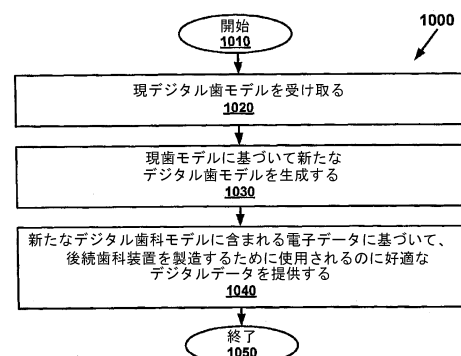 開始
1010
1000
現デジタル歯モデルを受け取る
1020
現歯モデルに基づいて新たな
デジタル歯モデルを生成する
1030
新たなデジタル歯科モデルに含まれる電子データに基づいて、
後続歯科装置を製造するために使用されるのに好適な
デジタルデータを提供する
1040
終了
1050